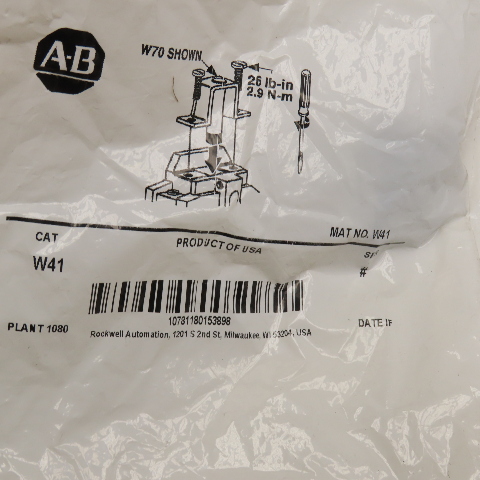 A-B
W70 SHOWN
26 lb-in
2.9 N-m
MAT NO. W41
CAT
PRODUCT OF USA
W41
#
10731180153898
PLANT 1080
DATE
Rockwell Automation, 1201 S 2nd St, Milwaukee, WI 53204, USA